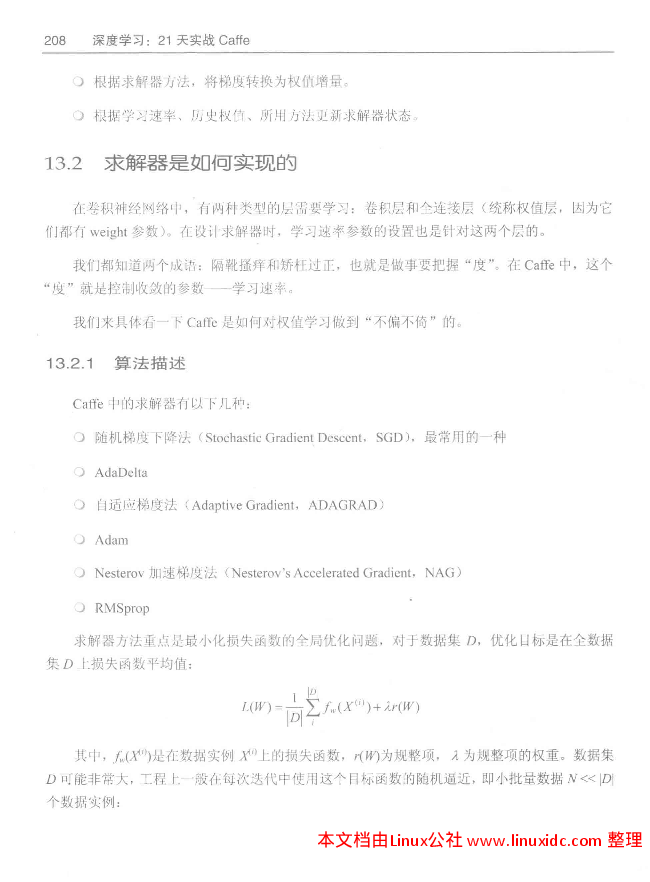 208 深度学习：21 天实战 Caffe
❍ 根据求解器方法，将梯度转换为权值增量。
❍ 根据学习速率、历史权值、所用方法更新求解器状态。
13.2 求解器是如何实现的
在卷积神经网络中，有两种类型的层需要学习：卷积层和全连接层（统称权值层，因为它
们都有 weight 参数）。在设计求解器时，学习速率参数的设置也是针对这两个层的。
我们都知道两个成语：隔靴搔痒和矫枉过正，也就是做事要把握“度”。在 Caffe 中，这个
“度”就是控制收敛的参数——学习速率。
我们来具体看一下 Caffe 是如何对权值学习做到“不偏不倚”的。
13.2.1 算法描述
Caffe 中的求解器有以下几种：
❍ 随机梯度下降法（Stochastic Gradient Descent，SGD），最常用的一种
❍ AdaDelta
❍ 自适应梯度法（Adaptive Gradient，ADAGRAD）
❍ Adam
❍ Nesterov 加速梯度法（Nesterov's Accelerated Gradient，NAG）
❍ RMSprop
求解器方法重点是最小化损失函数的全局优化问题，对于数据集 D，优化目标是在全数据
集 D 上损失函数平均值：
L(W) = 1/|D| ∑_i^|D| f_w(X^(i)) + λr(W)
其中，f_w(X^(i))是在数据实例 X^(i)上的损失函数，r(W)为规整项，λ 为规整项的权重。数据集
D 可能非常大，工程上一般在每次迭代中使用这个目标函数的随机逼近，即小批量数据 N << |D|
个数据实例：
本文档由Linux公社 www.linuxidc.com 整理